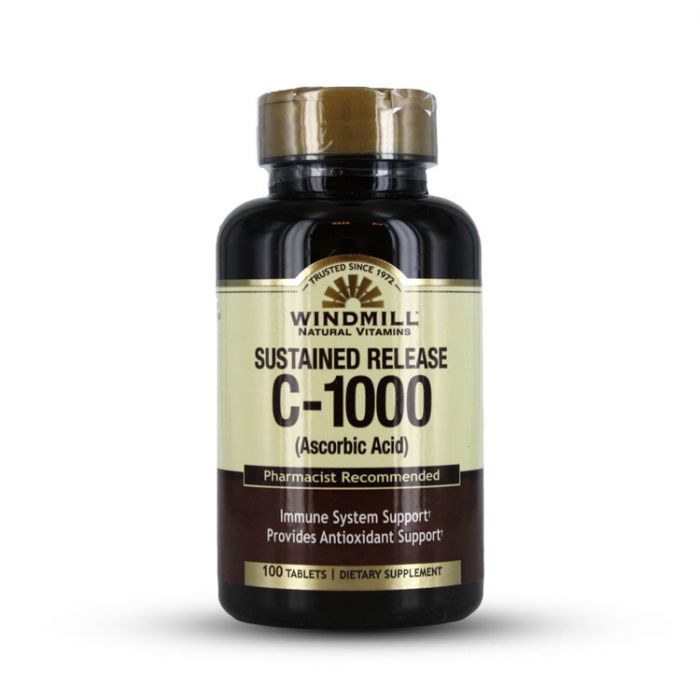 TRUSTED SINCE 1972
WINDMILL
NATURAL VITAMINS
SUSTAINED RELEASE
C-1000
(Ascorbic Acid)
Pharmacist Recommended
Immune System Support†
Provides Antioxidant Support†
100 TABLETS | DIETARY SUPPLEMENT